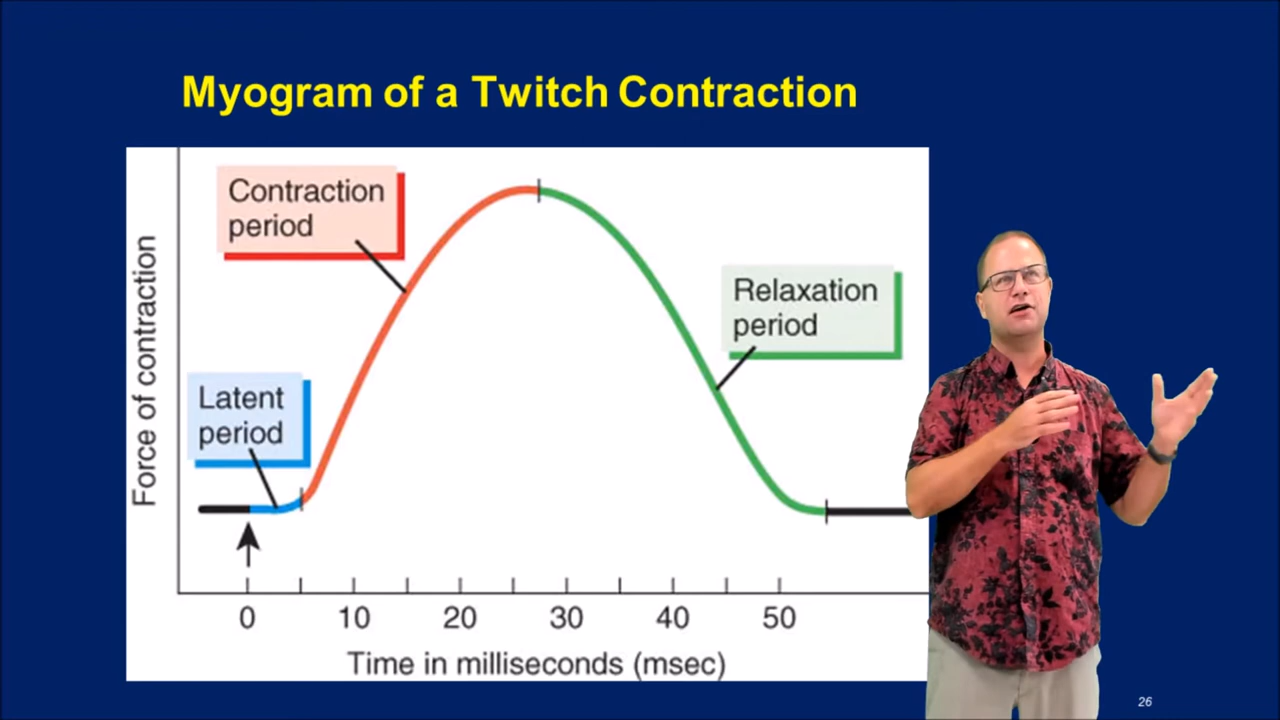 Myogram of a Twitch Contraction
Contraction
period
Relaxation
period
Latent
period
Force of contraction
0 10 20 30 40 50
Time in milliseconds (msec)
26